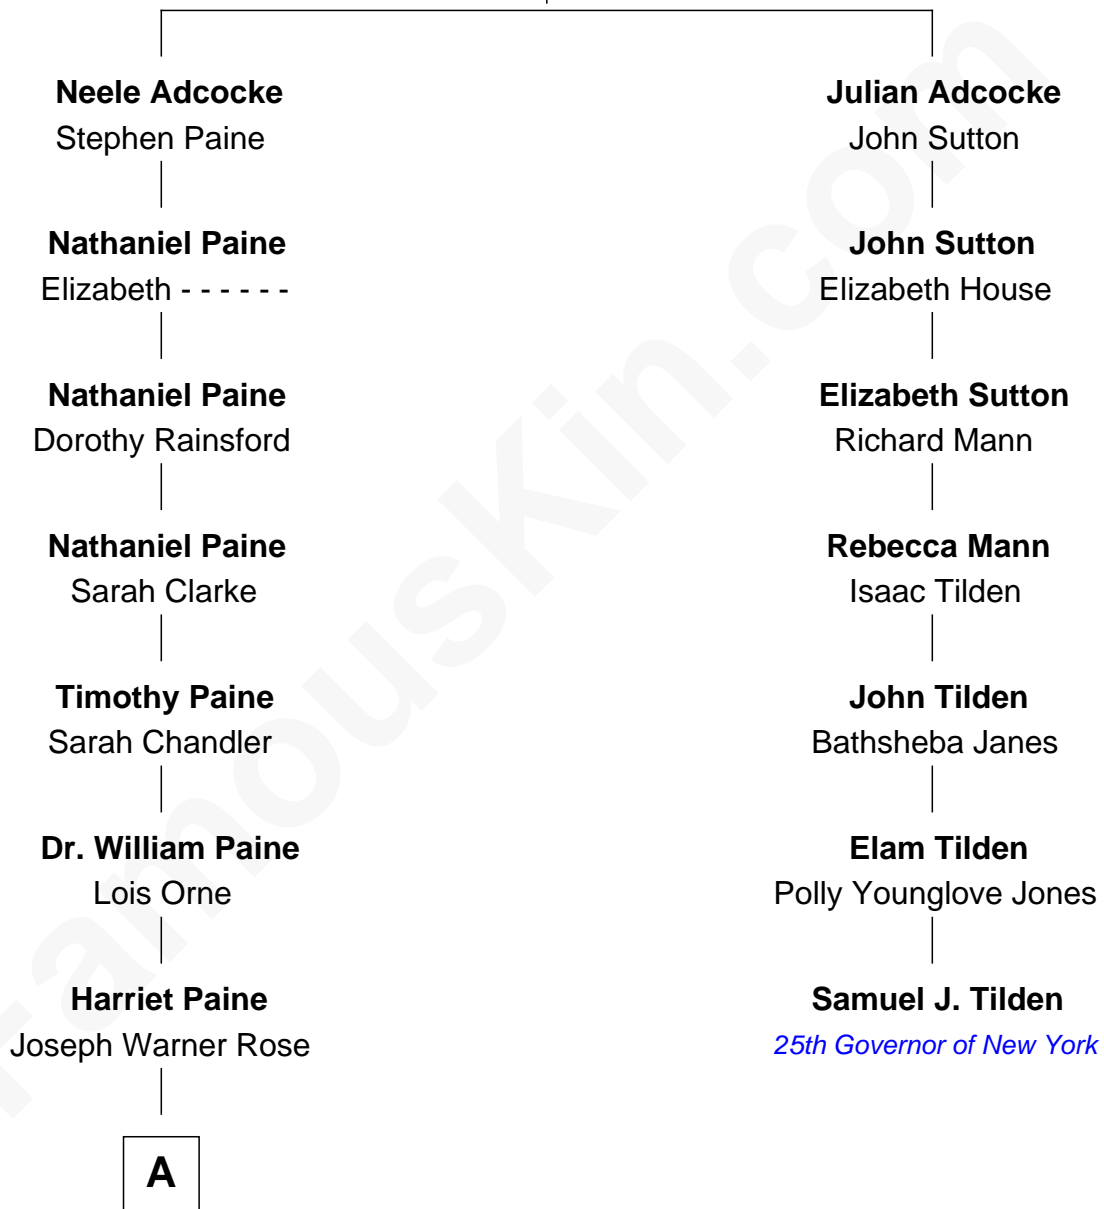 Neele Adcocke
Stephen Paine
Julian Adcocke
John Sutton
Nathaniel Paine
Elizabeth - - - - - -
John Sutton
Elizabeth House
Nathaniel Paine
Dorothy Rainsford
Elizabeth Sutton
Richard Mann
Nathaniel Paine
Sarah Clarke
Rebecca Mann
Isaac Tilden
Timothy Paine
Sarah Chandler
John Tilden
Bathsheba Janes
Dr. William Paine
Lois Orne
Elam Tilden
Polly Younglove Jones
Harriet Paine
Joseph Warner Rose
Samuel J. Tilden
25th Governor of New York
A
FamousKin.com